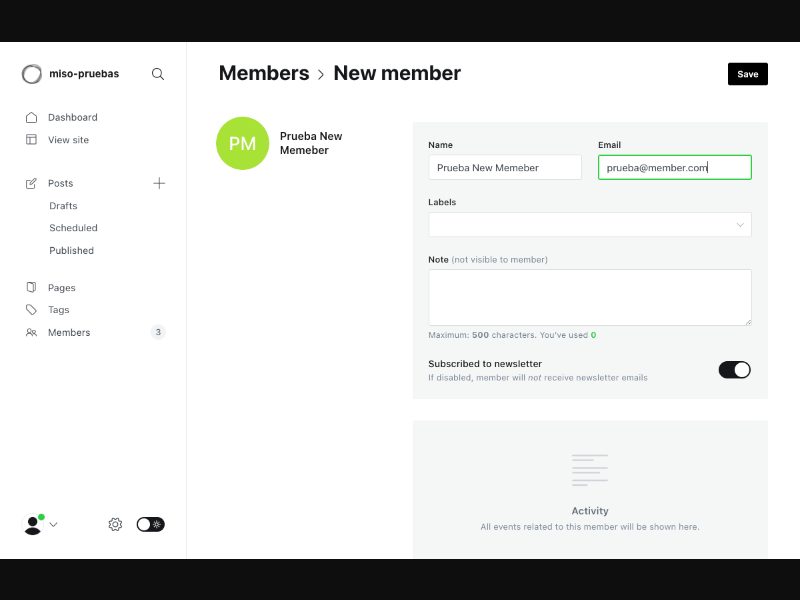 miso-pruebas
Dashboard
View site
Posts
Drafts
Scheduled
Published
Pages
Tags
Members 3
Members > New member
Save
PM
Prueba New
Memeber
Name Email
Prueba New Memeber prueba@member.com
Labels
Note (not visible to member)
Maximum: 500 characters. You've used 0
Subscribed to newsletter
If disabled, member will not receive newsletter emails
Activity
All events related to this member will be shown here.